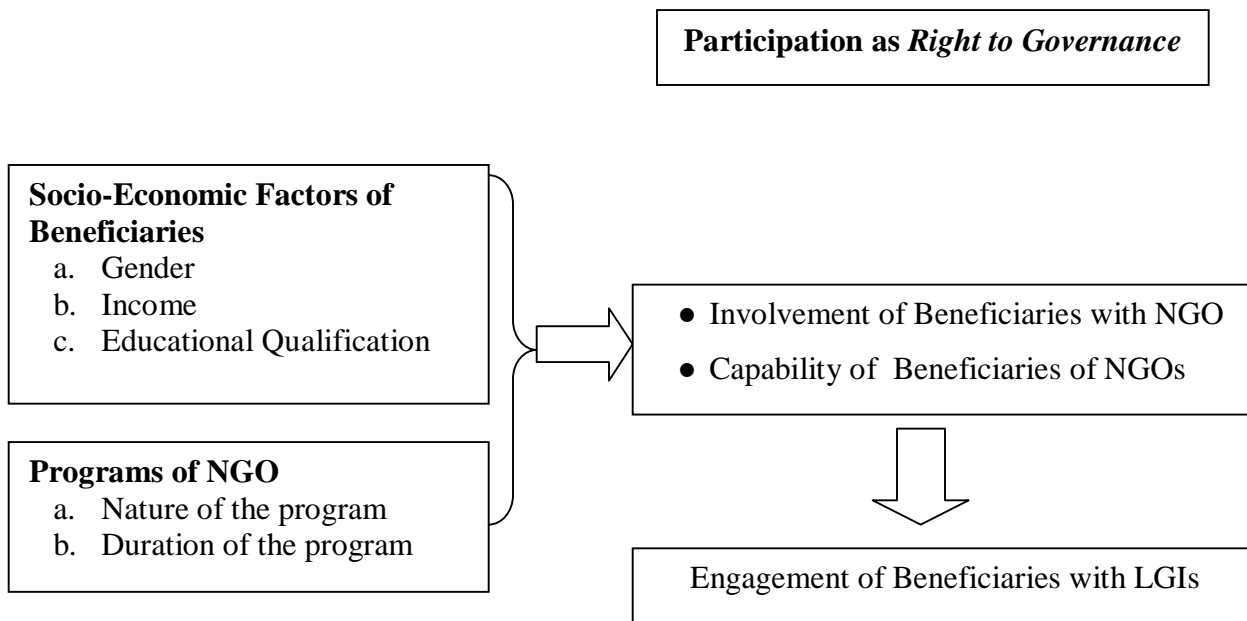 Participation as Right to Governance
Socio-Economic Factors of
Beneficiaries
a. Gender
b. Income
c. Educational Qualification
Programs of NGO
a. Nature of the program
b. Duration of the program
● Involvement of Beneficiaries with NGO
● Capability of Beneficiaries of NGOs
Engagement of Beneficiaries with LGIs